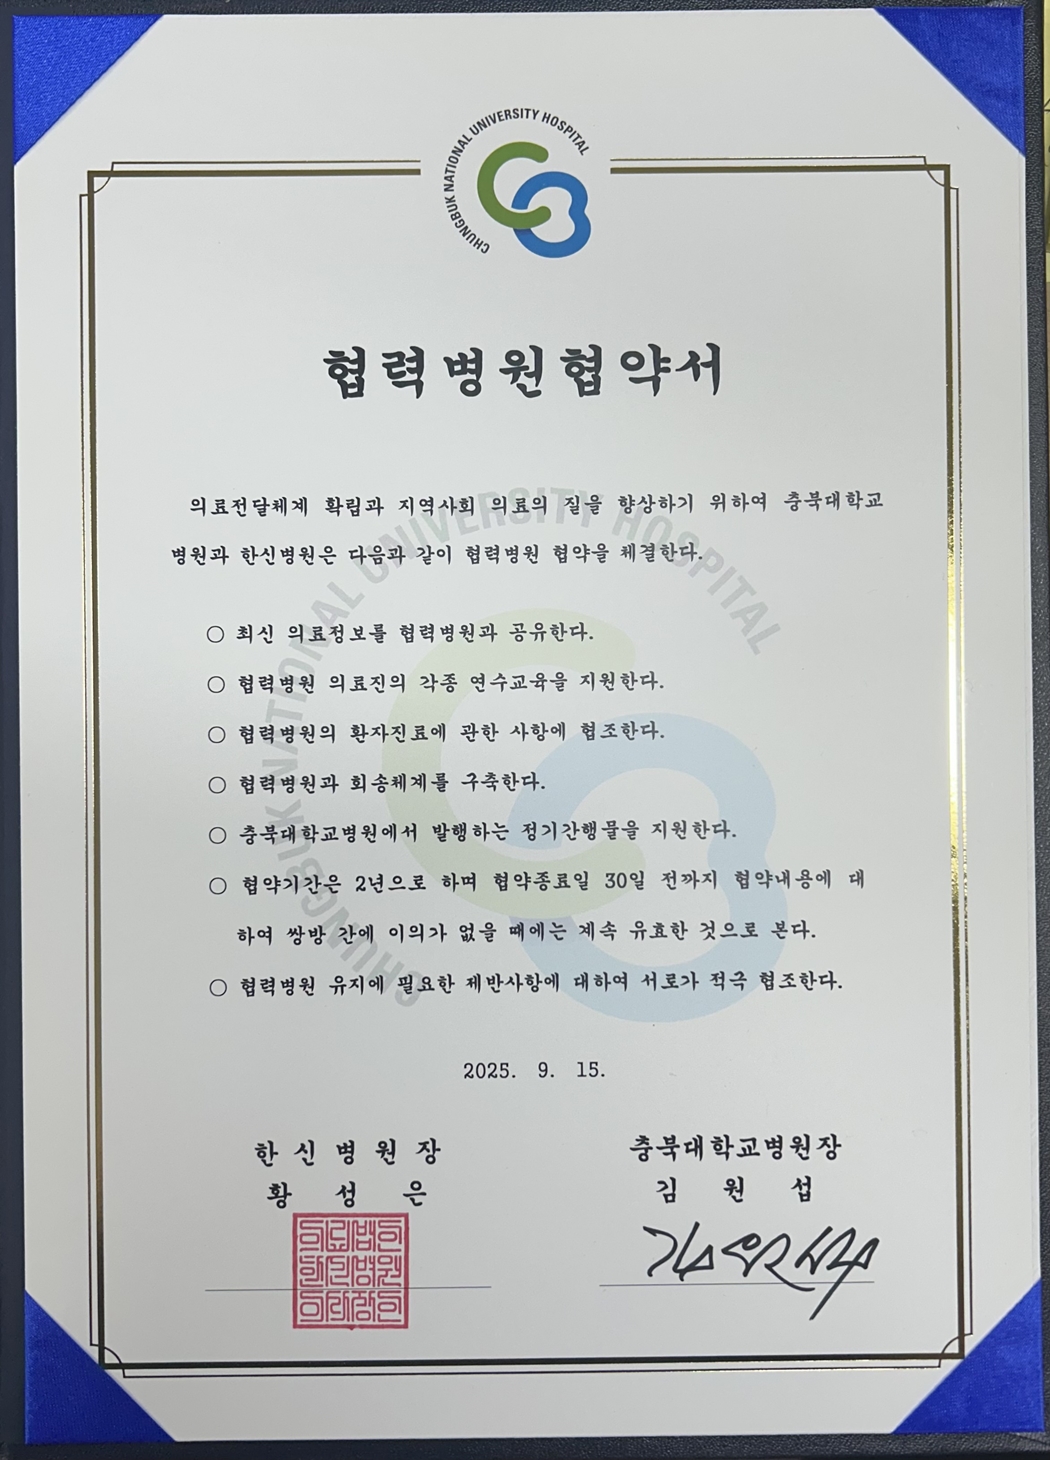 CHUNGBUK NATIONAL UNIVERSITY HOSPITAL
협력병원협약서
의료전달체계 확립과 지역사회 의료의 질을 향상하기 위하여 충북대학교
병원과 한신병원은 다음과 같이 협력병원 협약을 체결한다.
○ 최신 의료정보를 협력병원과 공유한다.
○ 협력병원 의료진의 각종 연수교육을 지원한다.
○ 협력병원의 환자진료에 관한 사항에 협조한다.
○ 협력병원과 회송체계를 구축한다.
○ 충북대학교병원에서 발행하는 정기간행물을 지원한다.
○ 협약기간은 2년으로 하며 협약종료일 30일 전까지 협약내용에 대
하여 쌍방 간에 이의가 없을 때에는 계속 유효한 것으로 본다.
○ 협력병원 유지에 필요한 제반사항에 대하여 서로가 적극 협조한다.
CHUNGBUK NATIONAL UNIVERSITY HOSPITAL
2025. 9. 15.
한 신 병 원 장
황 성 은
충북대학교병원장
김 원 섭
김원섭